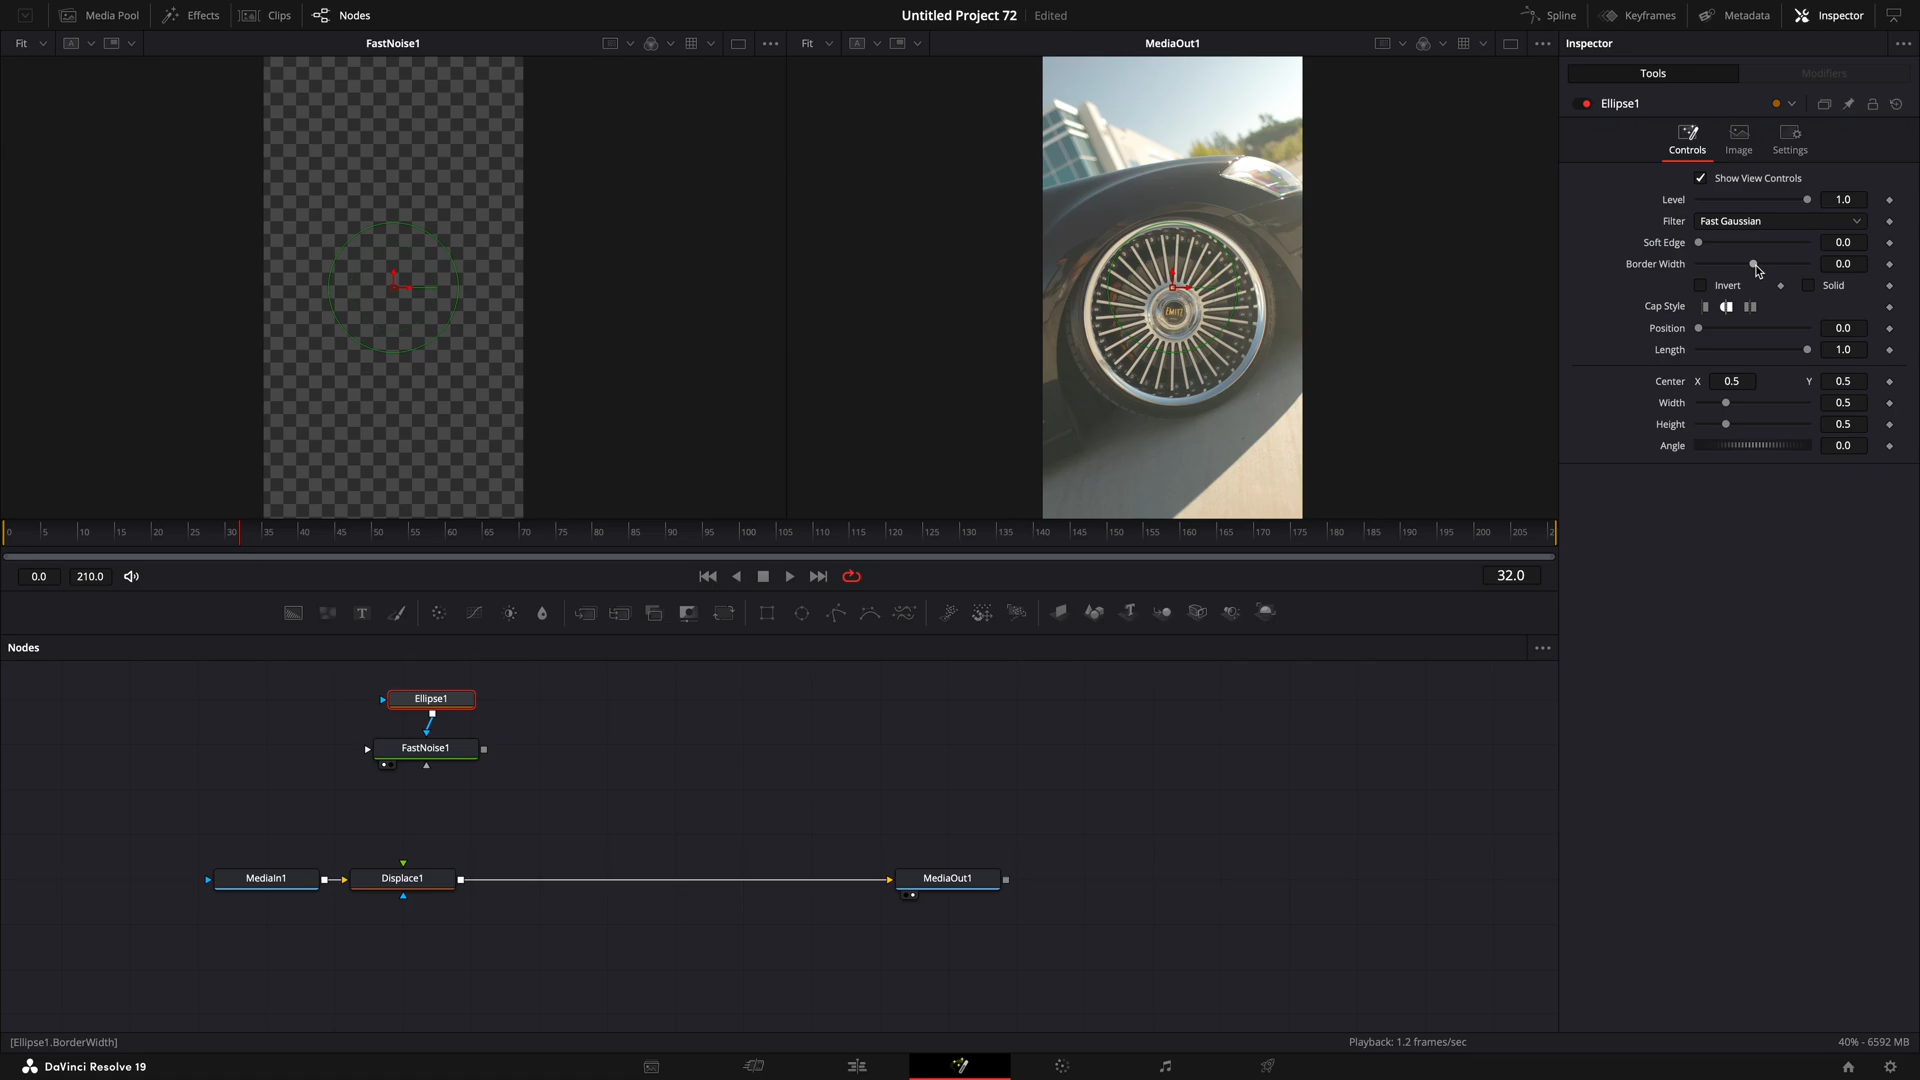 Media Pool Effects Clips Nodes Untitled Project 72 Edited Spline Keyframes Metadata Inspector
Fit A FastNoise1 Fit A MediaOut1 Inspector
Tools Modifiers
Ellipse1
Controls Image Settings
Show View Controls
Level 1.0
Filter Fast Gaussian
Soft Edge 0.0
Border Width 0.0
Invert Solid
Cap Style
Position 0.0
Length 1.0
Center X 0.5 Y 0.5
Width 0.5
Height 0.5
Angle 0.0
0 5 10 15 20 25 30 35 40 45 50 55 60 65 70 75 80 85 90 95 100 105 110 115 120 125 130 135 140 145 150 155 160 165 170 175 180 185 190 195 200 205
0.0 210.0 32.0
T
Nodes
Ellipse1
FastNoise1
MediaIn1 Displace1 MediaOut1
[Ellipse1.BorderWidth] Playback: 1.2 frames/sec 40% - 6592 MB
DaVinci Resolve 19